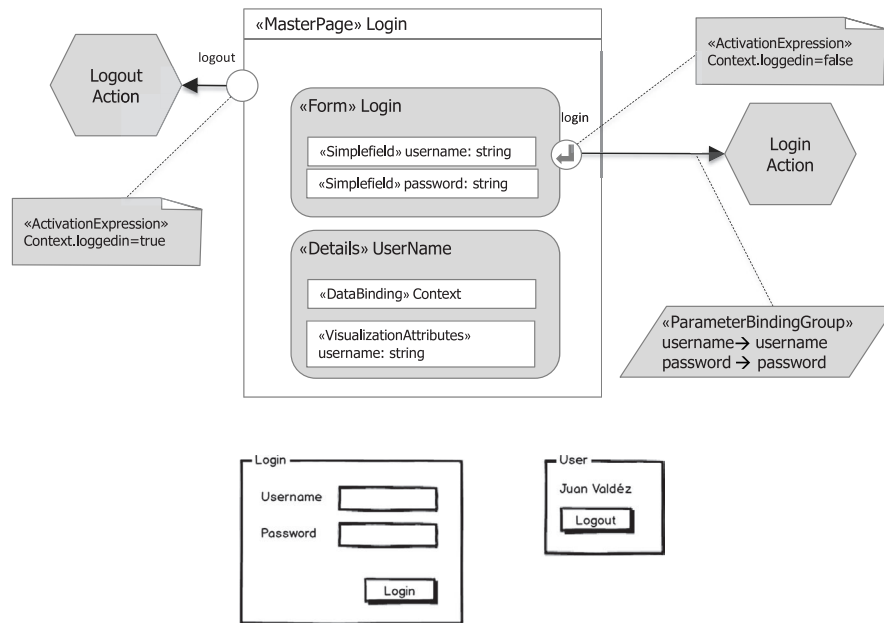 «MasterPage» Login
logout
Logout
Action
«ActivationExpression»
Context.loggedin=true
«Form» Login
«Simplefield» username: string
«Simplefield» password: string
login
«ActivationExpression»
Context.loggedin=false
Login
Action
«Details» UserName
«DataBinding» Context
«VisualizationAttributes»
username: string
«ParameterBindingGroup»
username→ username
password → password
Login
Username
Password
Login
User
Juan Valdéz
Logout